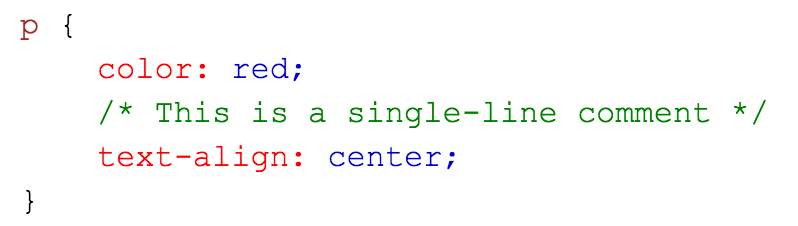 p {
color: red;
/* This is a single-line comment */
text-align: center;
}